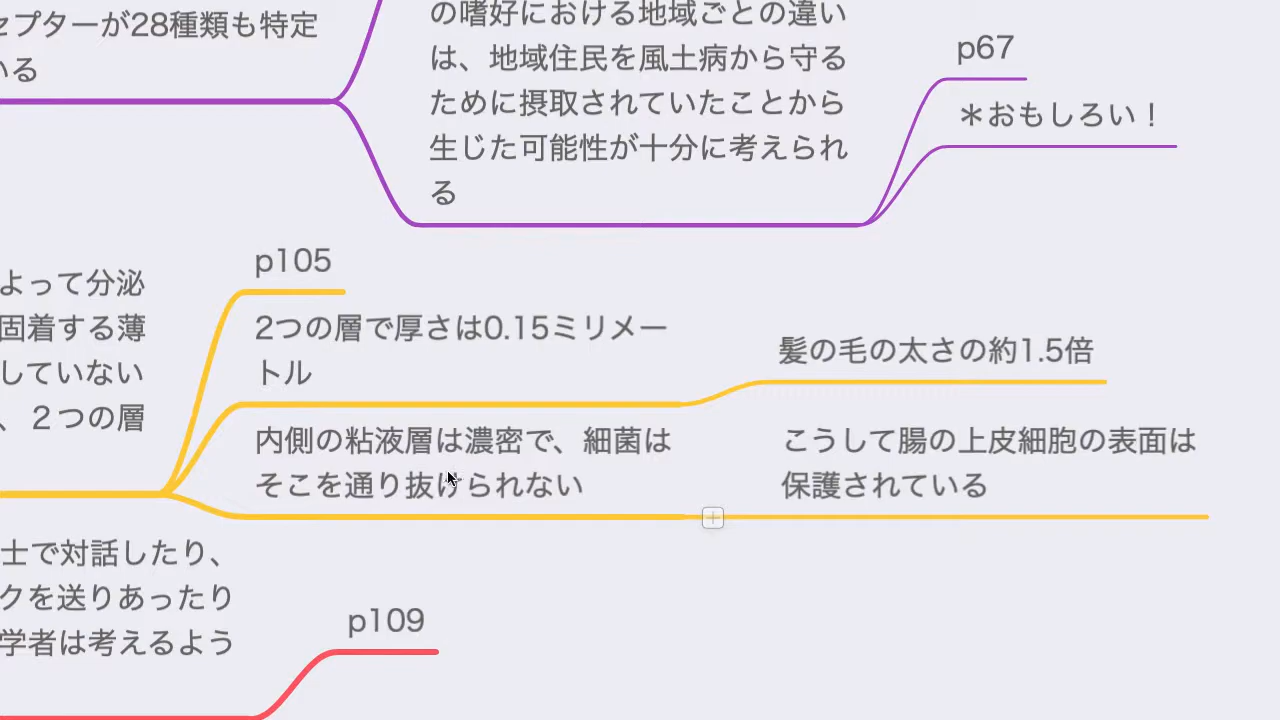 セプターが28種類も特定
いる
の嗜好における地域ごとの違い
は、地域住民を風土病から守る
ために摂取されていたことから
生じた可能性が十分に考えられ
る
p67
＊おもしろい！
よって分泌
固着する薄
していない
、２つの層
p105
2つの層で厚さは0.15ミリメー
トル
髪の毛の太さの約1.5倍
内側の粘液層は濃密で、細菌は
そこを通り抜けられない
こうして腸の上皮細胞の表面は
保護されている
士で対話したり、
クを送りあったり
学者は考えるよう
p109